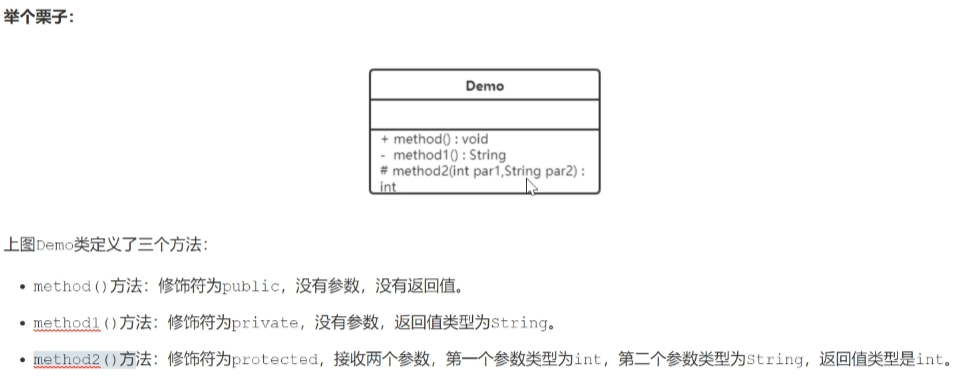 举个栗子：
Demo
+ method() : void
- method1() : String
# method2(int par1,String par2) :
int
上图Demo类定义了三个方法：
• method()方法：修饰符为public，没有参数，没有返回值。
• method1()方法：修饰符为private，没有参数，返回值类型为String。
• method2()方法：修饰符为protected，接收两个参数，第一个参数类型为int，第二个参数类型为String，返回值类型是int。